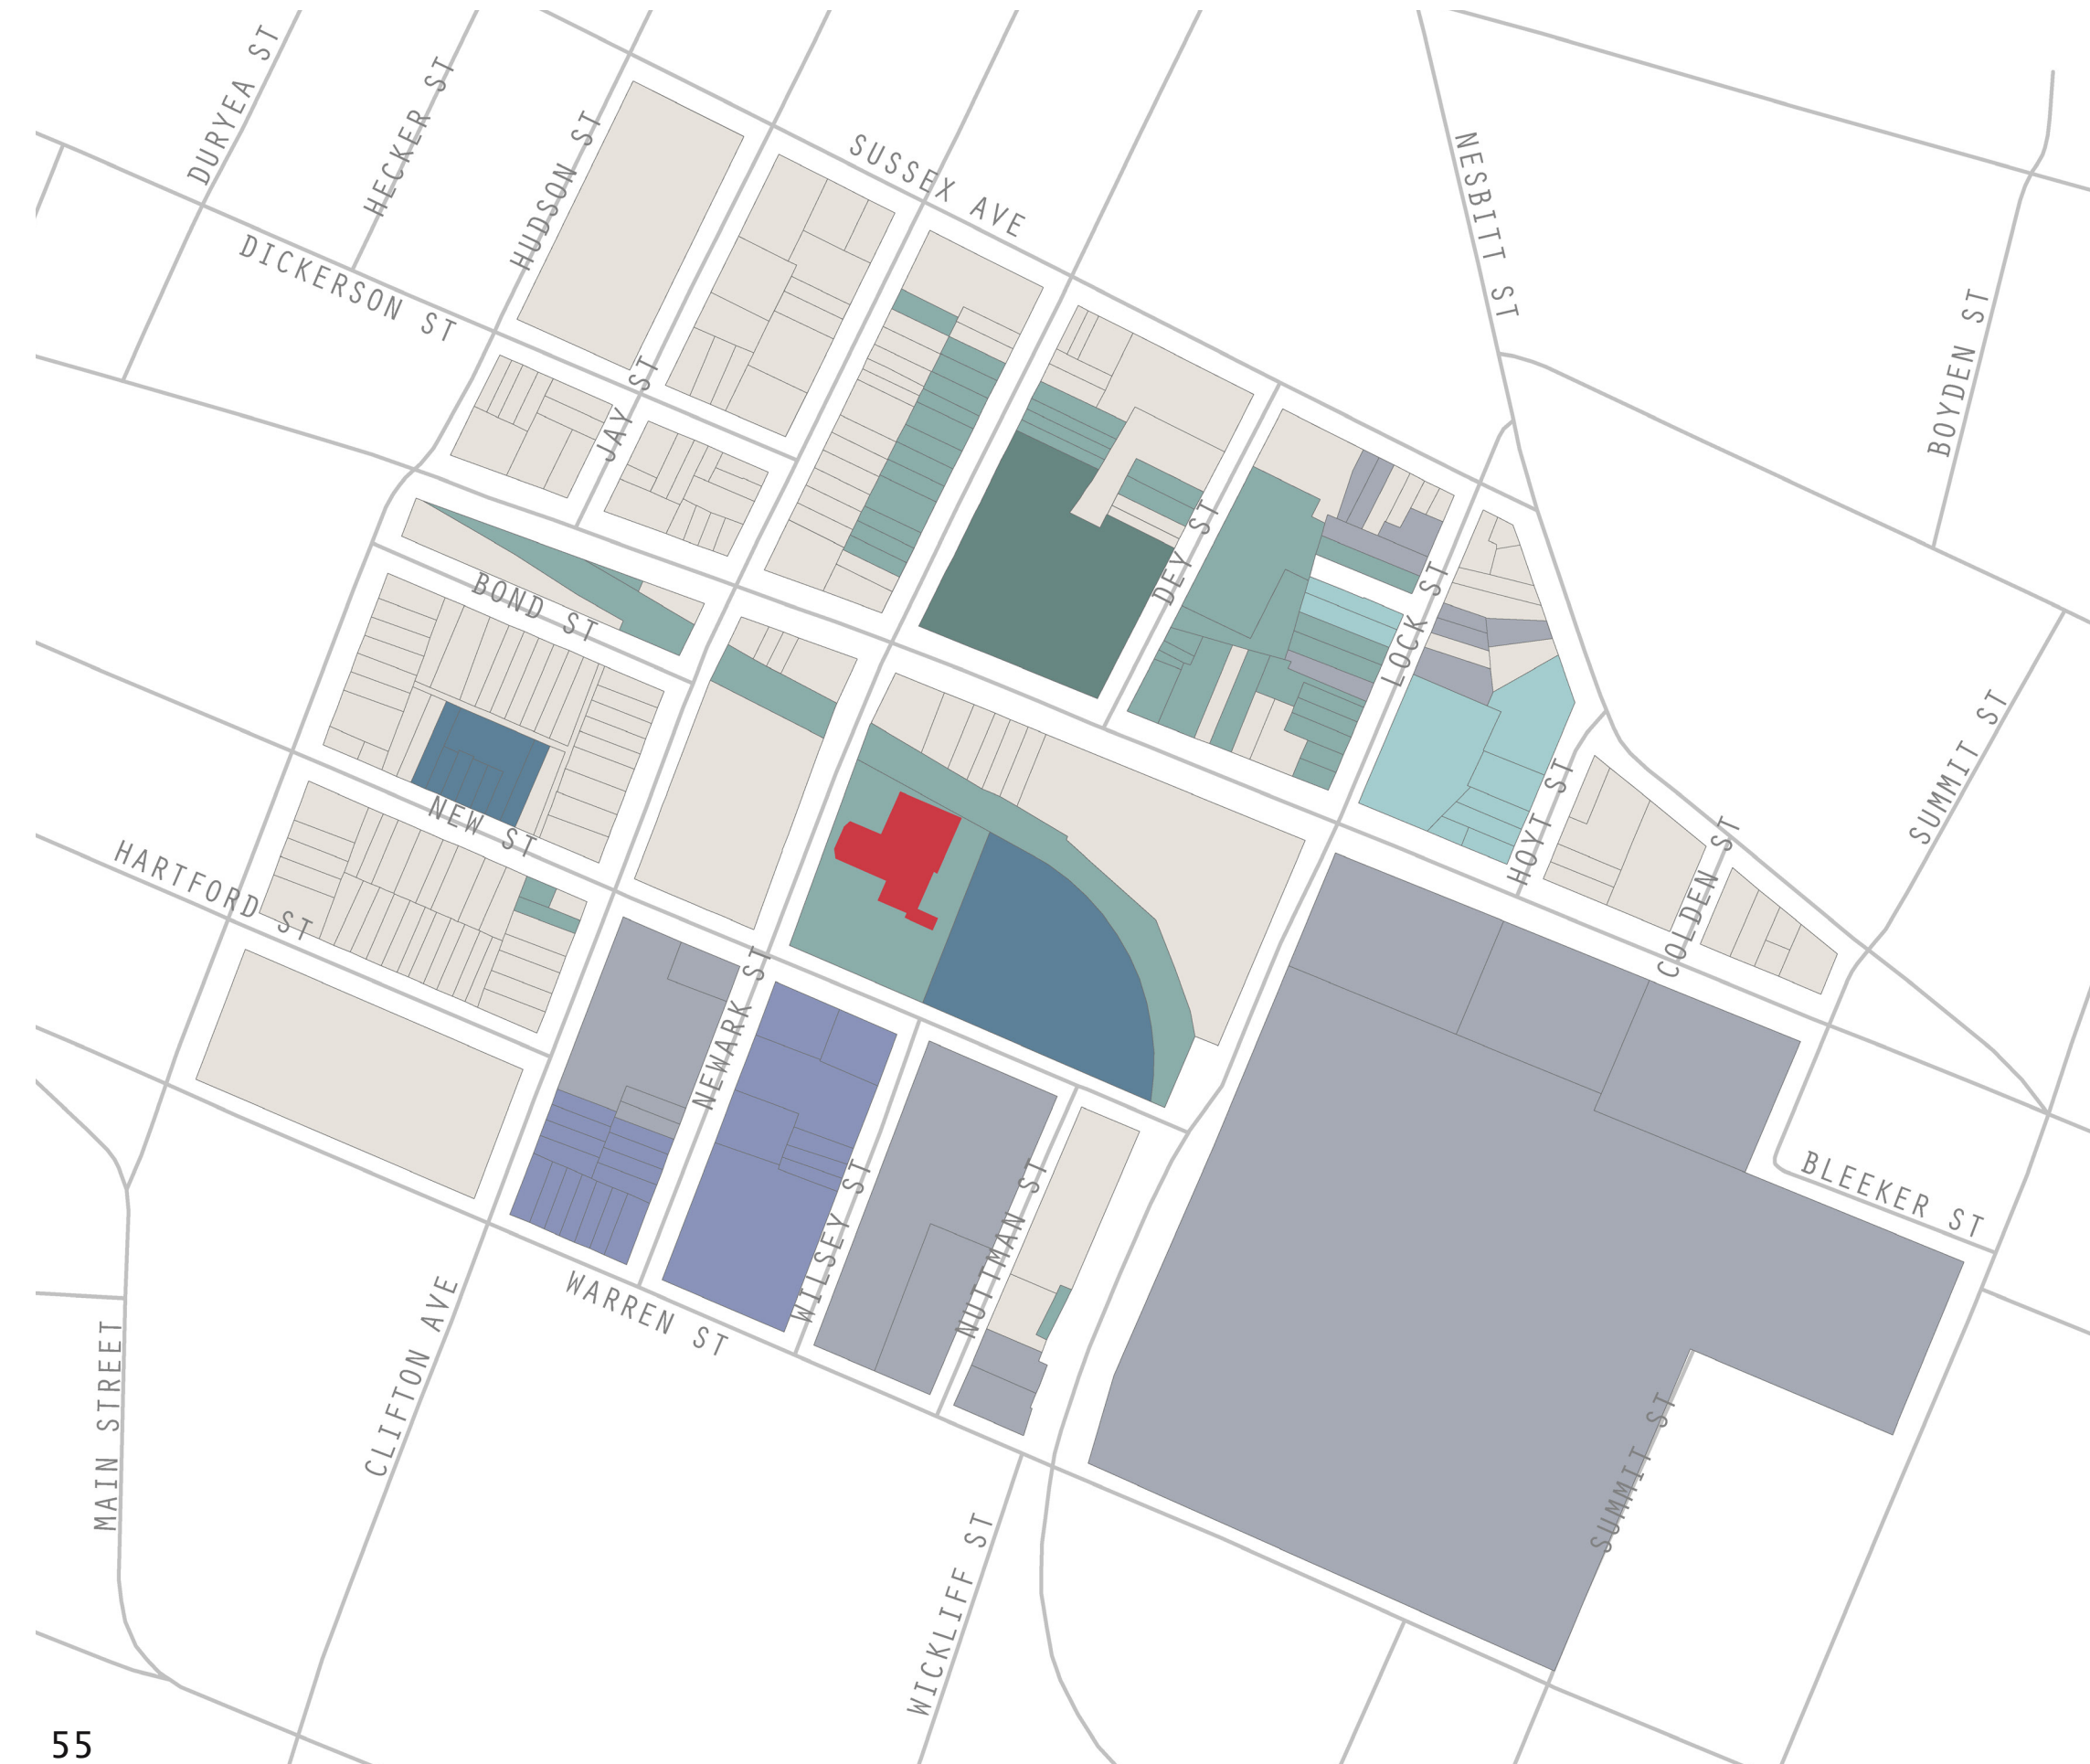 DURYEA ST
HECKER ST
HUDSON ST
SUSSEX AVE
NESBITT ST
DICKERSON ST
BOYDEN ST
JAY ST
DEY ST
LOCK ST
BOND ST
SUMMIT ST
NEW ST
HOYT ST
HARTFORD ST
COLDEN ST
NEWARK ST
BLEEKER ST
WILSEY ST
NUTTMAN ST
WARREN ST
CLIFTON AVE
MAIN STREET
SUMMIT ST
WICKLIFF ST
55